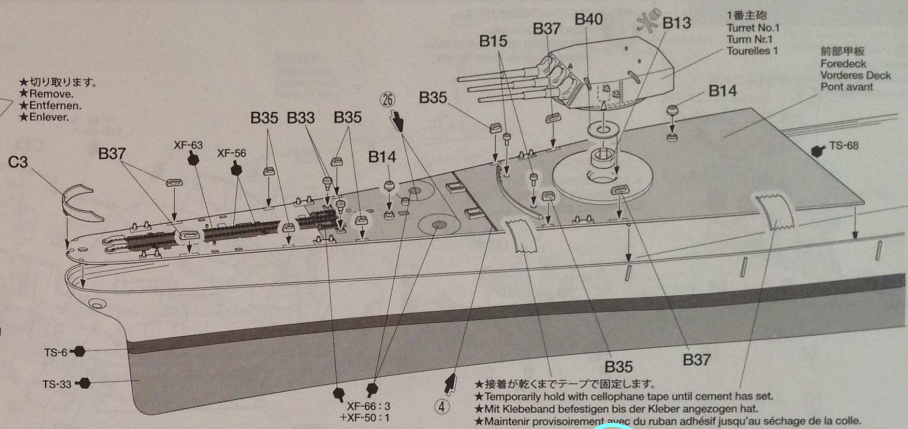 ★切り取ります。
★Remove.
★Entfernen.
★Enlever.
C3
B37
XF-63
XF-56
B35
B33
B35
26
B14
B35
B15
B37
B40
B13
1番主砲
Turret No.1
Turm Nr.1
Tourelles 1
前部甲板
Foredeck
Vorderes Deck
Pont avant
B14
TS-68
TS-6
TS-33
XF-66 : 3
+XF-50 : 1
4
B35
B37
★接着が乾くまでテープで固定します。
★Temporarily hold with cellophane tape until cement has set.
★Mit Klebeband befestigen bis der Kleber angezogen hat.
★Maintenir provisoirement avec du ruban adhésif jusqu'au séchage de la colle.